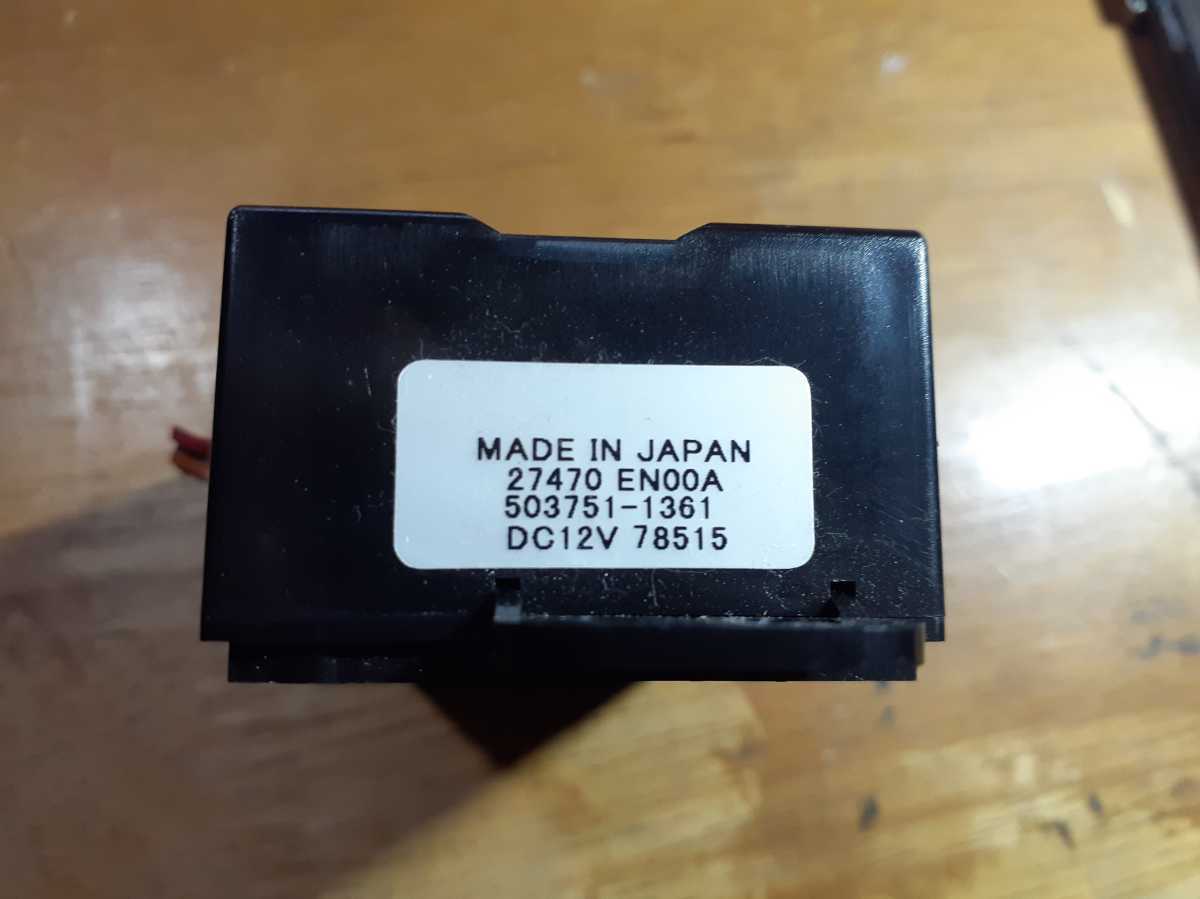 MADE IN JAPAN
27470 EN00A
503751-1361
DC12V 78515